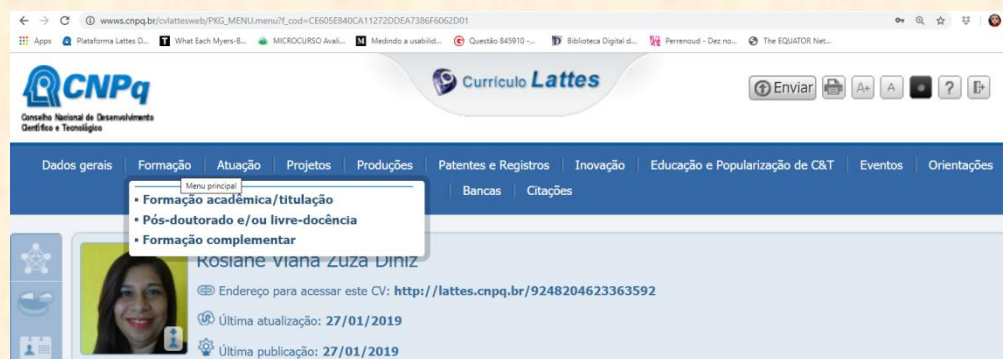 wwws.cnpq.br/cvlattesweb/PKG_MENU.menu?f_cod=CE605E840CA11272DDEA7386F6062D01
Apps Plataforma Lattes D... What Each Myers-B... MICROCURSO Avali... Medindo a usabilid... Questão 845910 -... Biblioteca Digital d... Perrenoud - Dez no... The EQUATOR Net...
CNPq
Conselho Nacional de Desenvolvimento
Científico e Tecnológico
Currículo Lattes
Enviar A+ A ?
Dados gerais Formação Atuação Projetos Produções Patentes e Registros Inovação Educação e Popularização de C&T Eventos Orientações
Bancas Citações
Menu principal
Formação acadêmica/titulação
Pós-doutorado e/ou livre-docência
Formação complementar
Rosiane Viana Zuza Diniz
Endereço para acessar este CV: http://lattes.cnpq.br/9248204623363592
Última atualização: 27/01/2019
Última publicação: 27/01/2019